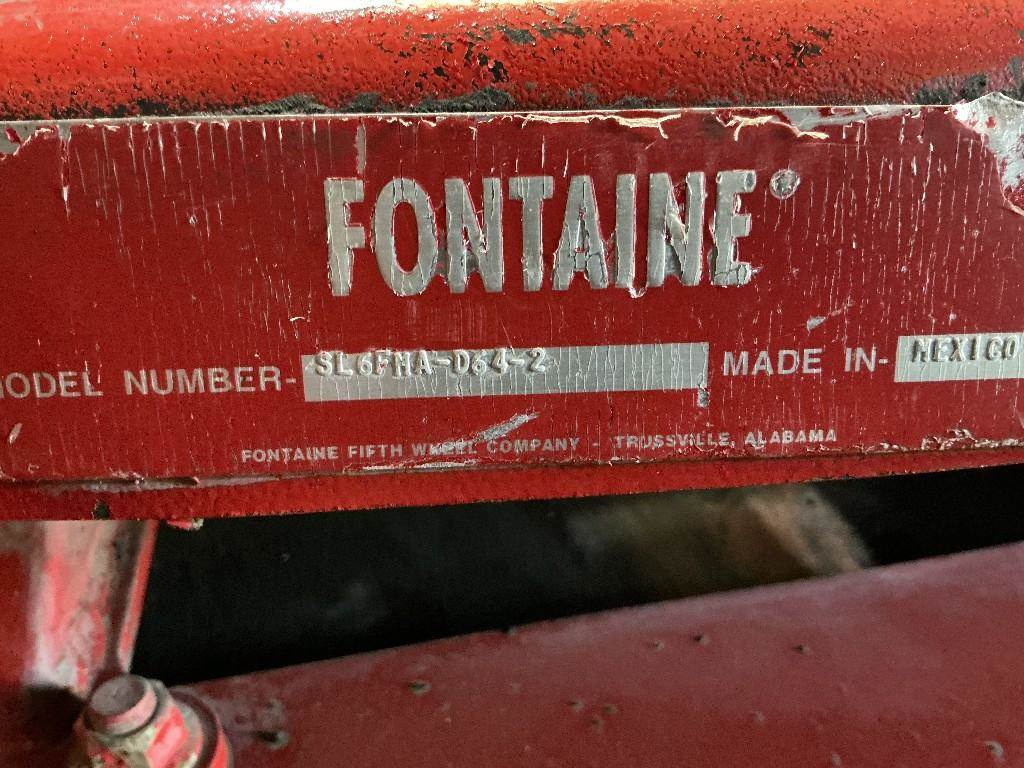 FONTAINE®
MODEL NUMBER- SL6FMA-D64-2 MADE IN- MEXICO
FONTAINE FIFTH WHEEL COMPANY - TRUSSVILLE, ALABAMA